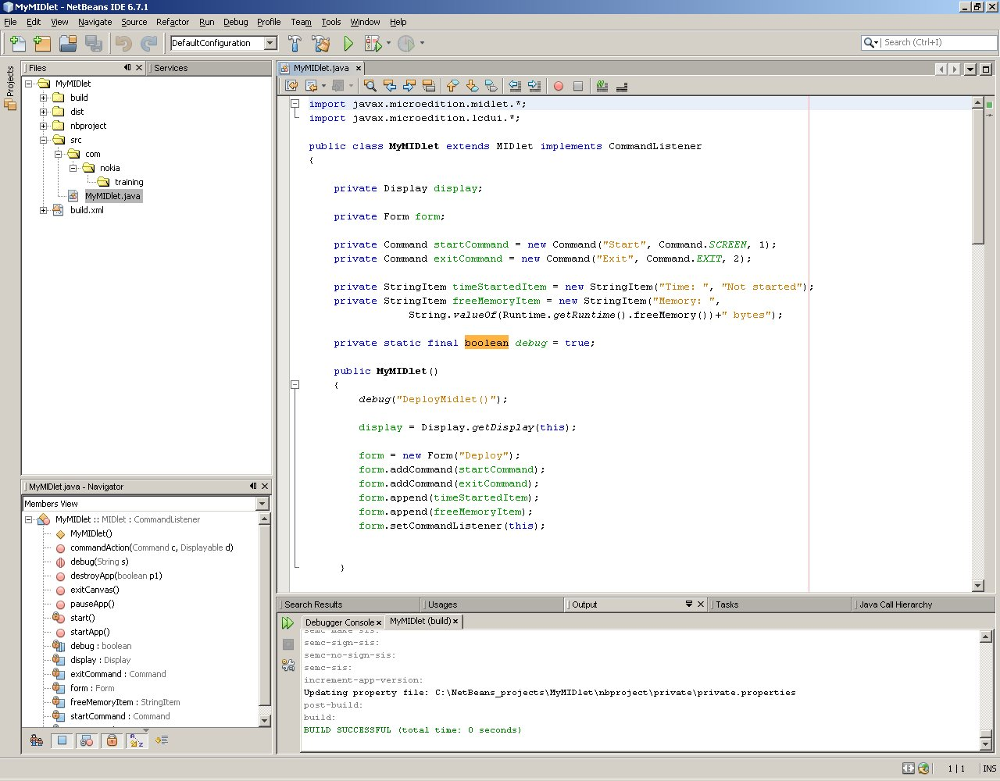 MyMIDlet - NetBeans IDE 6.7.1
File Edit View Navigate Source Refactor Run Debug Profile Team Tools Window Help
DefaultConfiguration
Search (Ctrl+I)
Projects
Files
Services
MyMIDlet
build
dist
nbproject
src
com
nokia
training
MyMIDlet.java
build.xml
MyMIDlet.java - Navigator
Members View
MyMIDlet :: MIDlet : CommandListener
MyMIDlet()
commandAction(Command c, Displayable d)
debug(String s)
destroyApp(boolean p1)
exitCanvas()
pauseApp()
start()
startApp()
debug : boolean
display : Display
exitCommand : Command
form : Form
freeMemoryItem : StringItem
startCommand : Command
MyMIDlet.java
import javax.microedition.midlet.*;
import javax.microedition.lcdui.*;
public class MyMIDlet extends MIDlet implements CommandListener
{
private Display display;
private Form form;
private Command startCommand = new Command("Start", Command.SCREEN, 1);
private Command exitCommand = new Command("Exit", Command.EXIT, 2);
private StringItem timeStartedItem = new StringItem("Time: ", "Not started");
private StringItem freeMemoryItem = new StringItem("Memory: ",
String.valueOf(Runtime.getRuntime().freeMemory())+" bytes");
private static final boolean debug = true;
public MyMIDlet()
{
debug("DeployMidlet()");
display = Display.getDisplay(this);
form = new Form("Deploy");
form.addCommand(startCommand);
form.addCommand(exitCommand);
form.append(timeStartedItem);
form.append(freeMemoryItem);
form.setCommandListener(this);
}
Search Results
Usages
Output
Tasks
Java Call Hierarchy
Debugger Console
MyMIDlet (build)
semc-make-sis:
semc-sign-sis:
semc-no-sign-sis:
semc-sis:
increment-app-version:
Updating property file: C:\NetBeans_projects\MyMIDlet\nbproject\private\private.properties
post-build:
build:
BUILD SUCCESSFUL (total time: 0 seconds)
1 | 1
INS